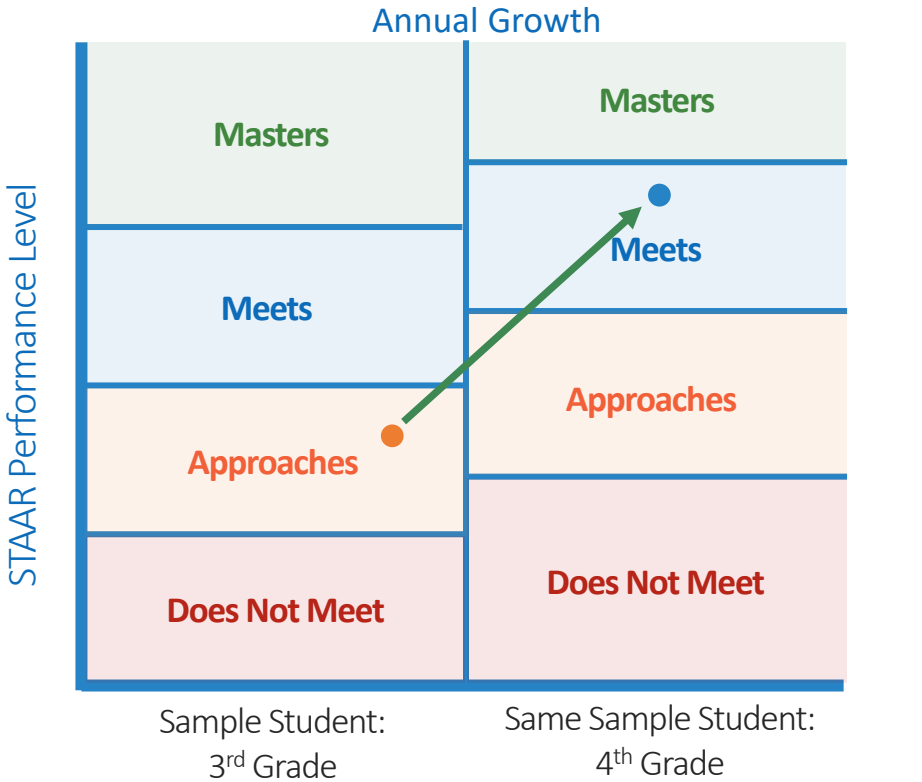 Annual Growth
STAAR Performance Level
Masters
Meets
Approaches
Does Not Meet
Masters
Meets
Approaches
Does Not Meet
Sample Student:
3rd Grade
Same Sample Student:
4th Grade